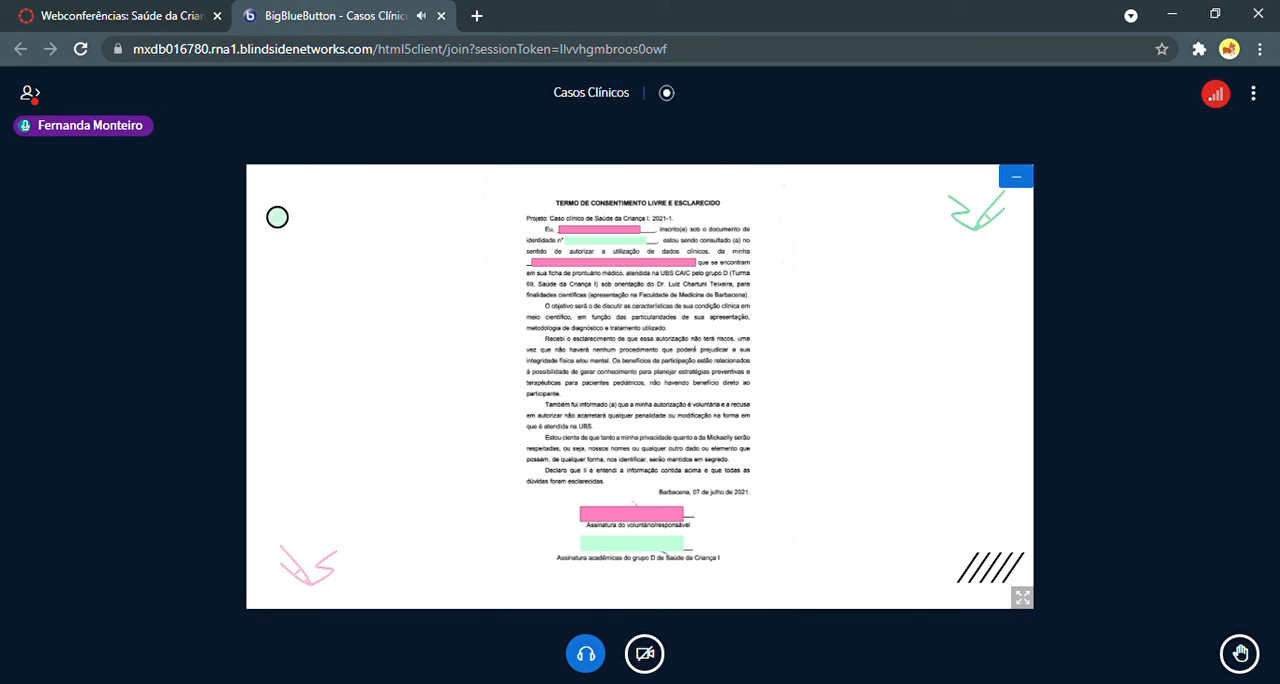 Webconferências: Saúde da Crian
BigBlueButton - Casos Clínic
mxdb016780.rna1.blindsidenetworks.com/html5client/join?sessionToken=llvvhgmbroos0owf
Casos Clínicos
Fernanda Monteiro
TERMO DE CONSENTIMENTO LIVRE E ESCLARECIDO
Projeto: Caso clínico de Saúde da Criança I, 2021-1.
Eu, , inscrito(a) sob o documento de
identidade nº , estou sendo consultado (a) no
sentido de autorizar a utilização de dados clínicos, da minha
que se encontram
em sua ficha de prontuário médico, atendida na UBS CAIC pelo grupo D (Turma
69, Saúde da Criança I) sob orientação do Dr. Luiz Charturni Teixeira, para
finalidades científicas (apresentação na Faculdade de Medicina de Barbacena).
O objetivo será o de discutir as características de sua condição clínica em
meio científico, em função das particularidades de sua apresentação,
metodologia de diagnóstico e tratamento utilizado.
Recebi o esclarecimento de que essa autorização não terá riscos, uma
vez que não haverá nenhum procedimento que poderá prejudicar a sua
integridade física e/ou mental. Os benefícios da participação estão relacionados
à possibilidade de gerar conhecimento para planejar estratégias preventivas e
terapêuticas para pacientes pediátricos, não havendo benefício direto ao
participante.
Também fui informado (a) que a minha autorização é voluntária e a recusa
em autorizar não acarretará qualquer penalidade ou modificação na forma em
que é atendida na UBS.
Estou ciente de que tanto a minha privacidade quanto a da Mickaelly serão
respeitadas, ou seja, nossos nomes ou qualquer outro dado ou elemento que
possam, de qualquer forma, nos identificar, serão mantidos em segredo.
Declaro que li e entendi a informação contida acima e que todas as
dúvidas foram esclarecidas.
Barbacena, 07 de julho de 2021.
Assinatura do voluntário/responsável
Assinatura acadêmicas do grupo D de Saúde da Criança I